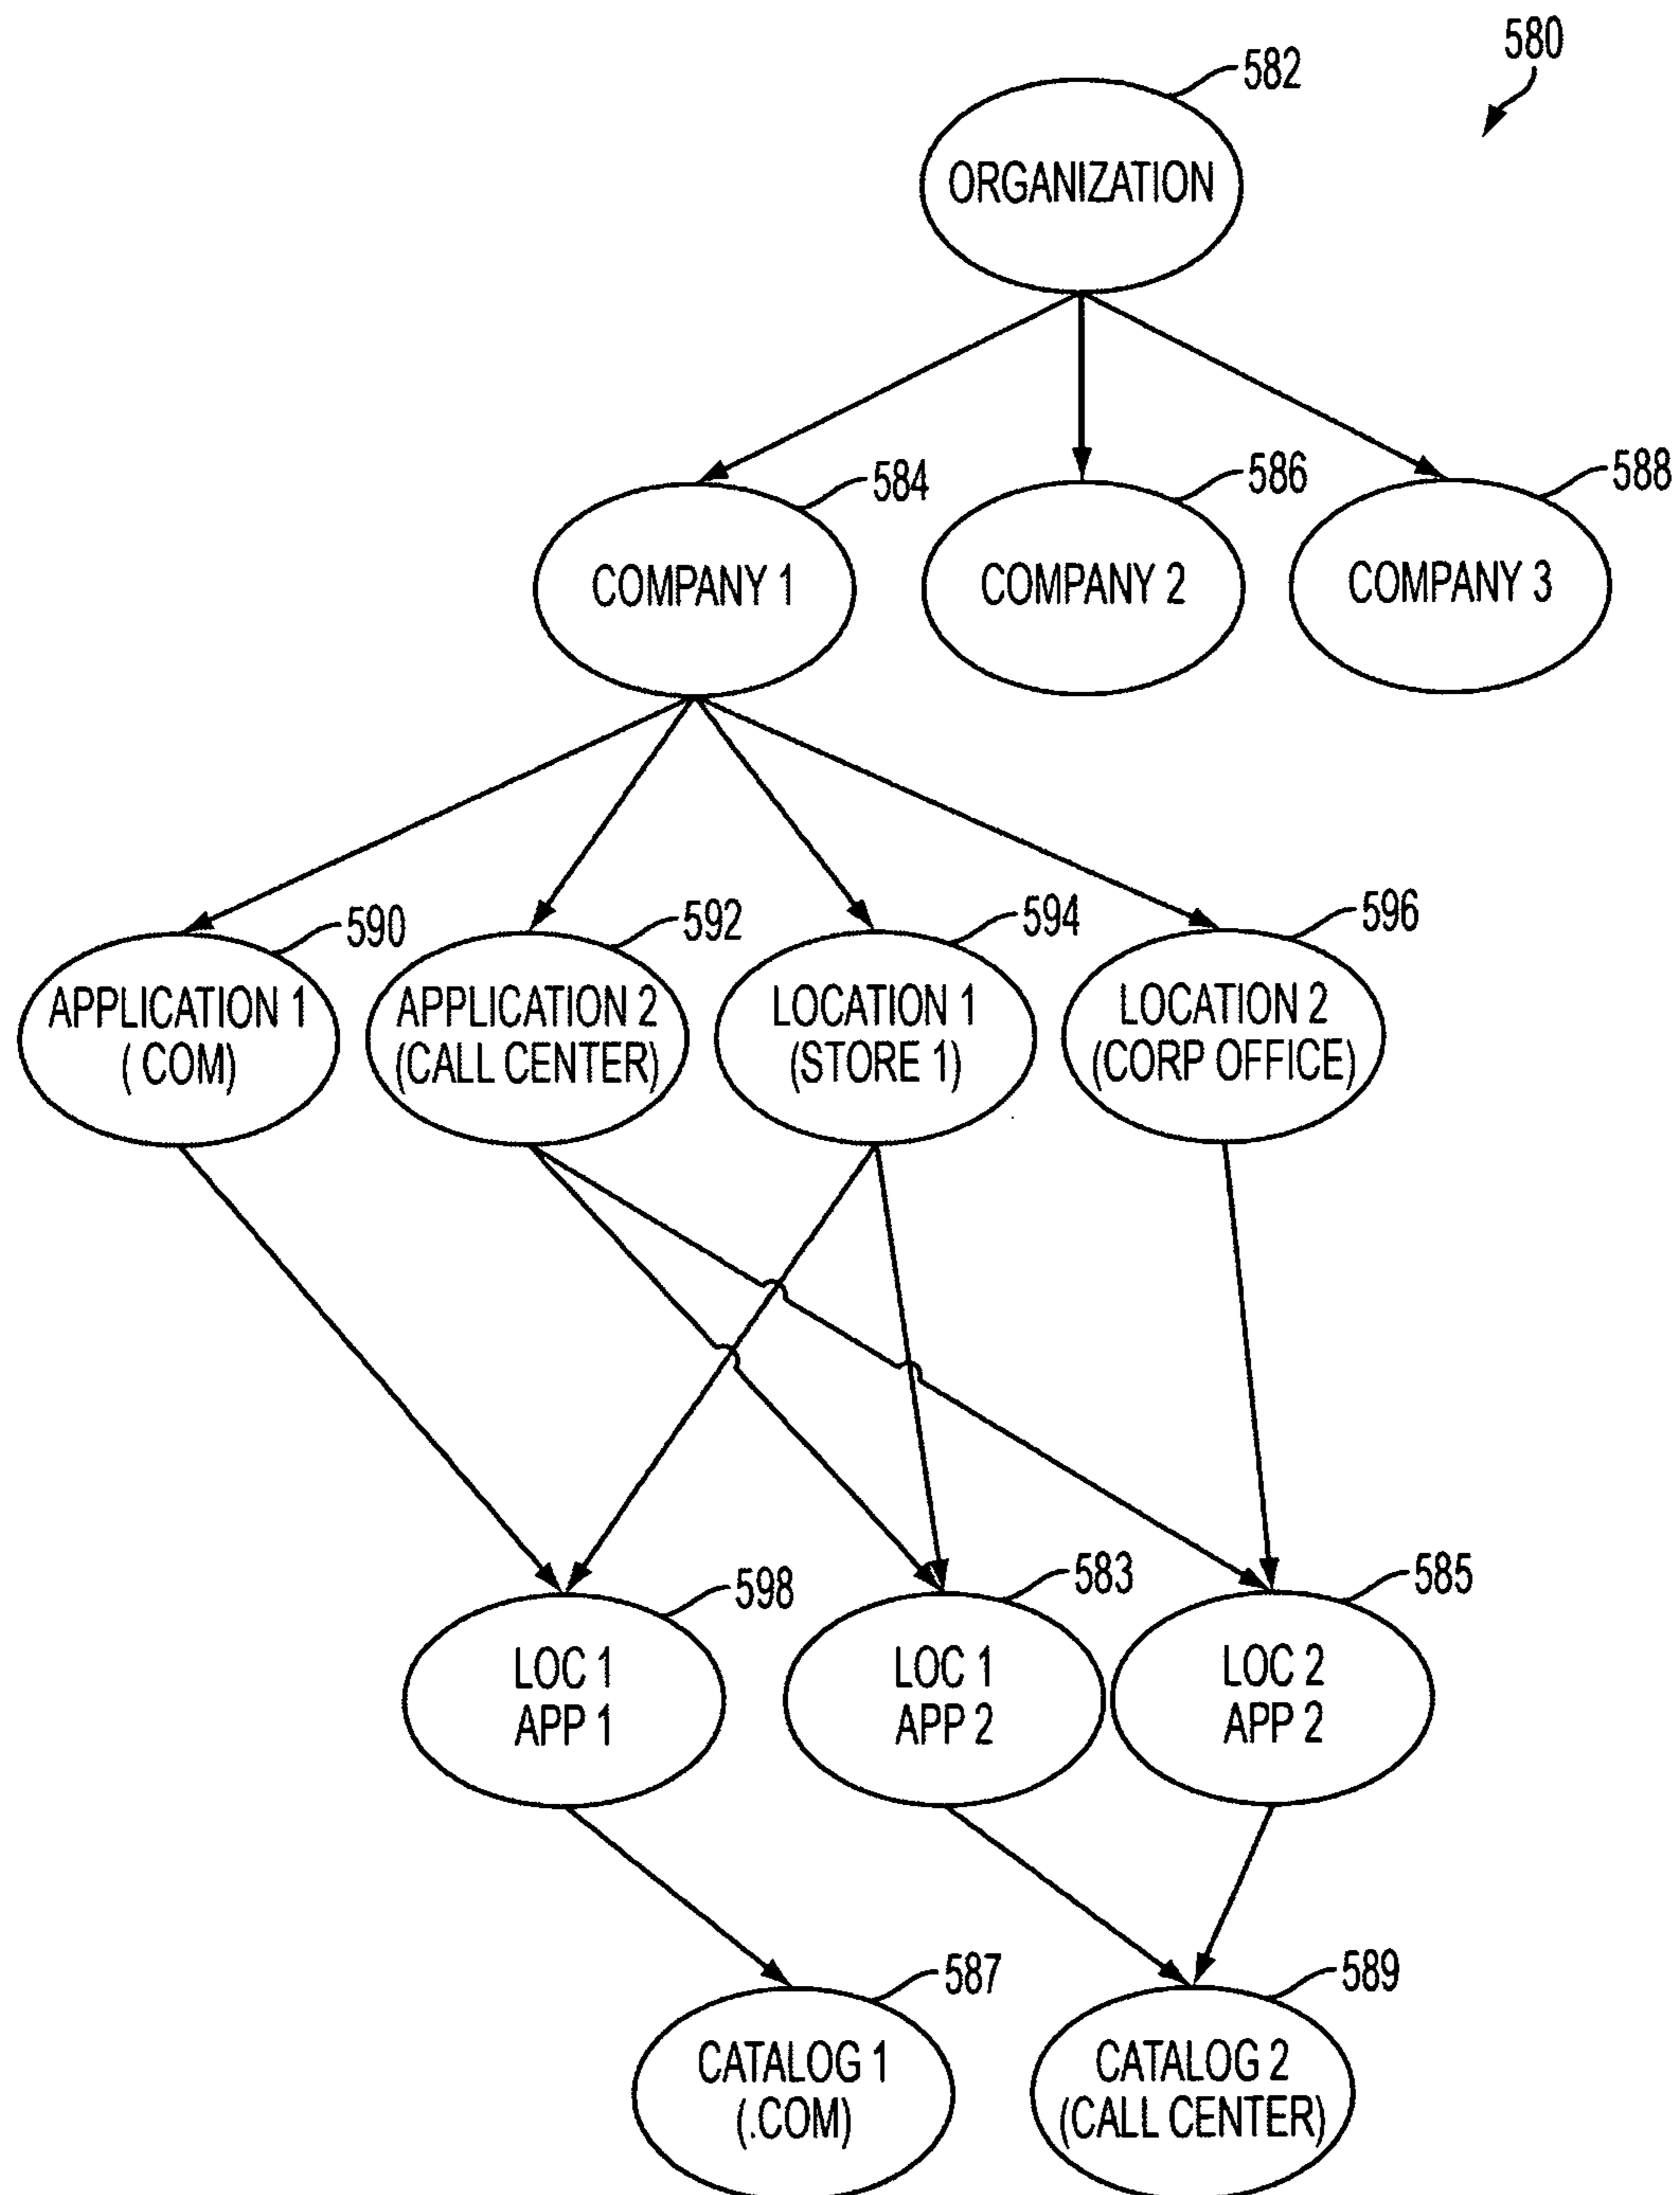 580
582
ORGANIZATION
584
586
588
COMPANY 1
COMPANY 2
COMPANY 3
590
592
594
596
APPLICATION 1
( COM)
APPLICATION 2
(CALL CENTER)
LOCATION 1
(STORE 1)
LOCATION 2
(CORP OFFICE)
598
583
585
LOC 1
APP 1
LOC 1
APP 2
LOC 2
APP 2
587
589
CATALOG 1
(.COM)
CATALOG 2
(CALL CENTER)